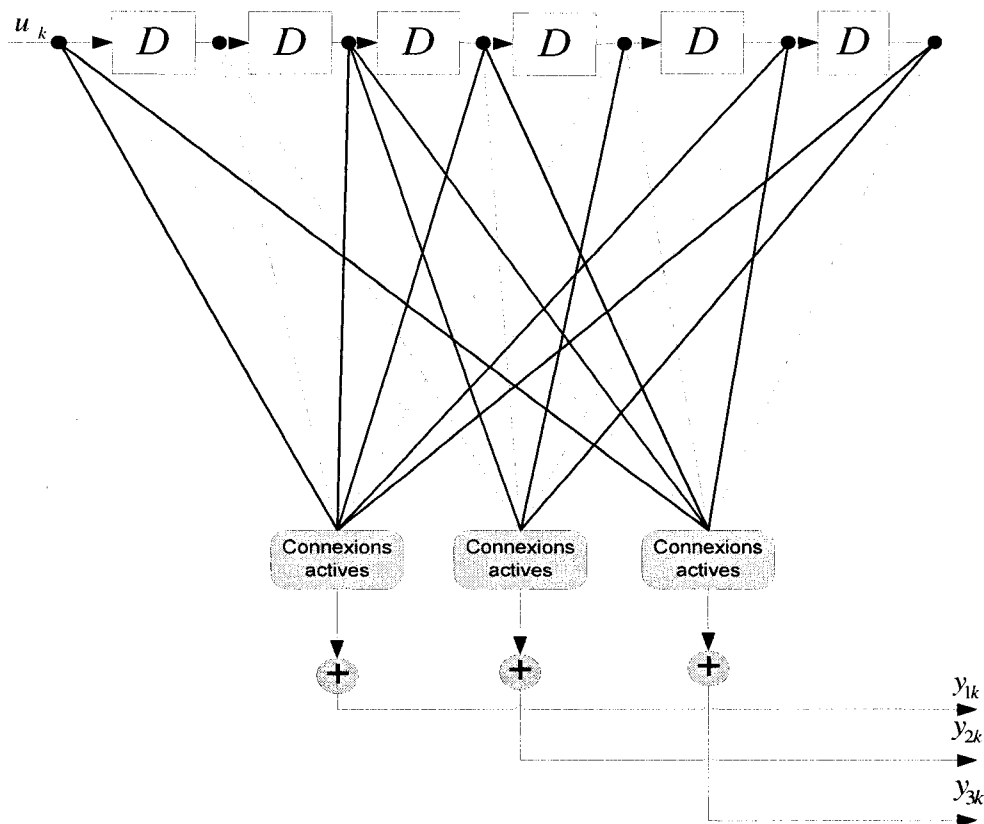 u k
D D D D D D
Connexions
actives
Connexions
actives
Connexions
actives
+ + +
y1k
y2k
y3k